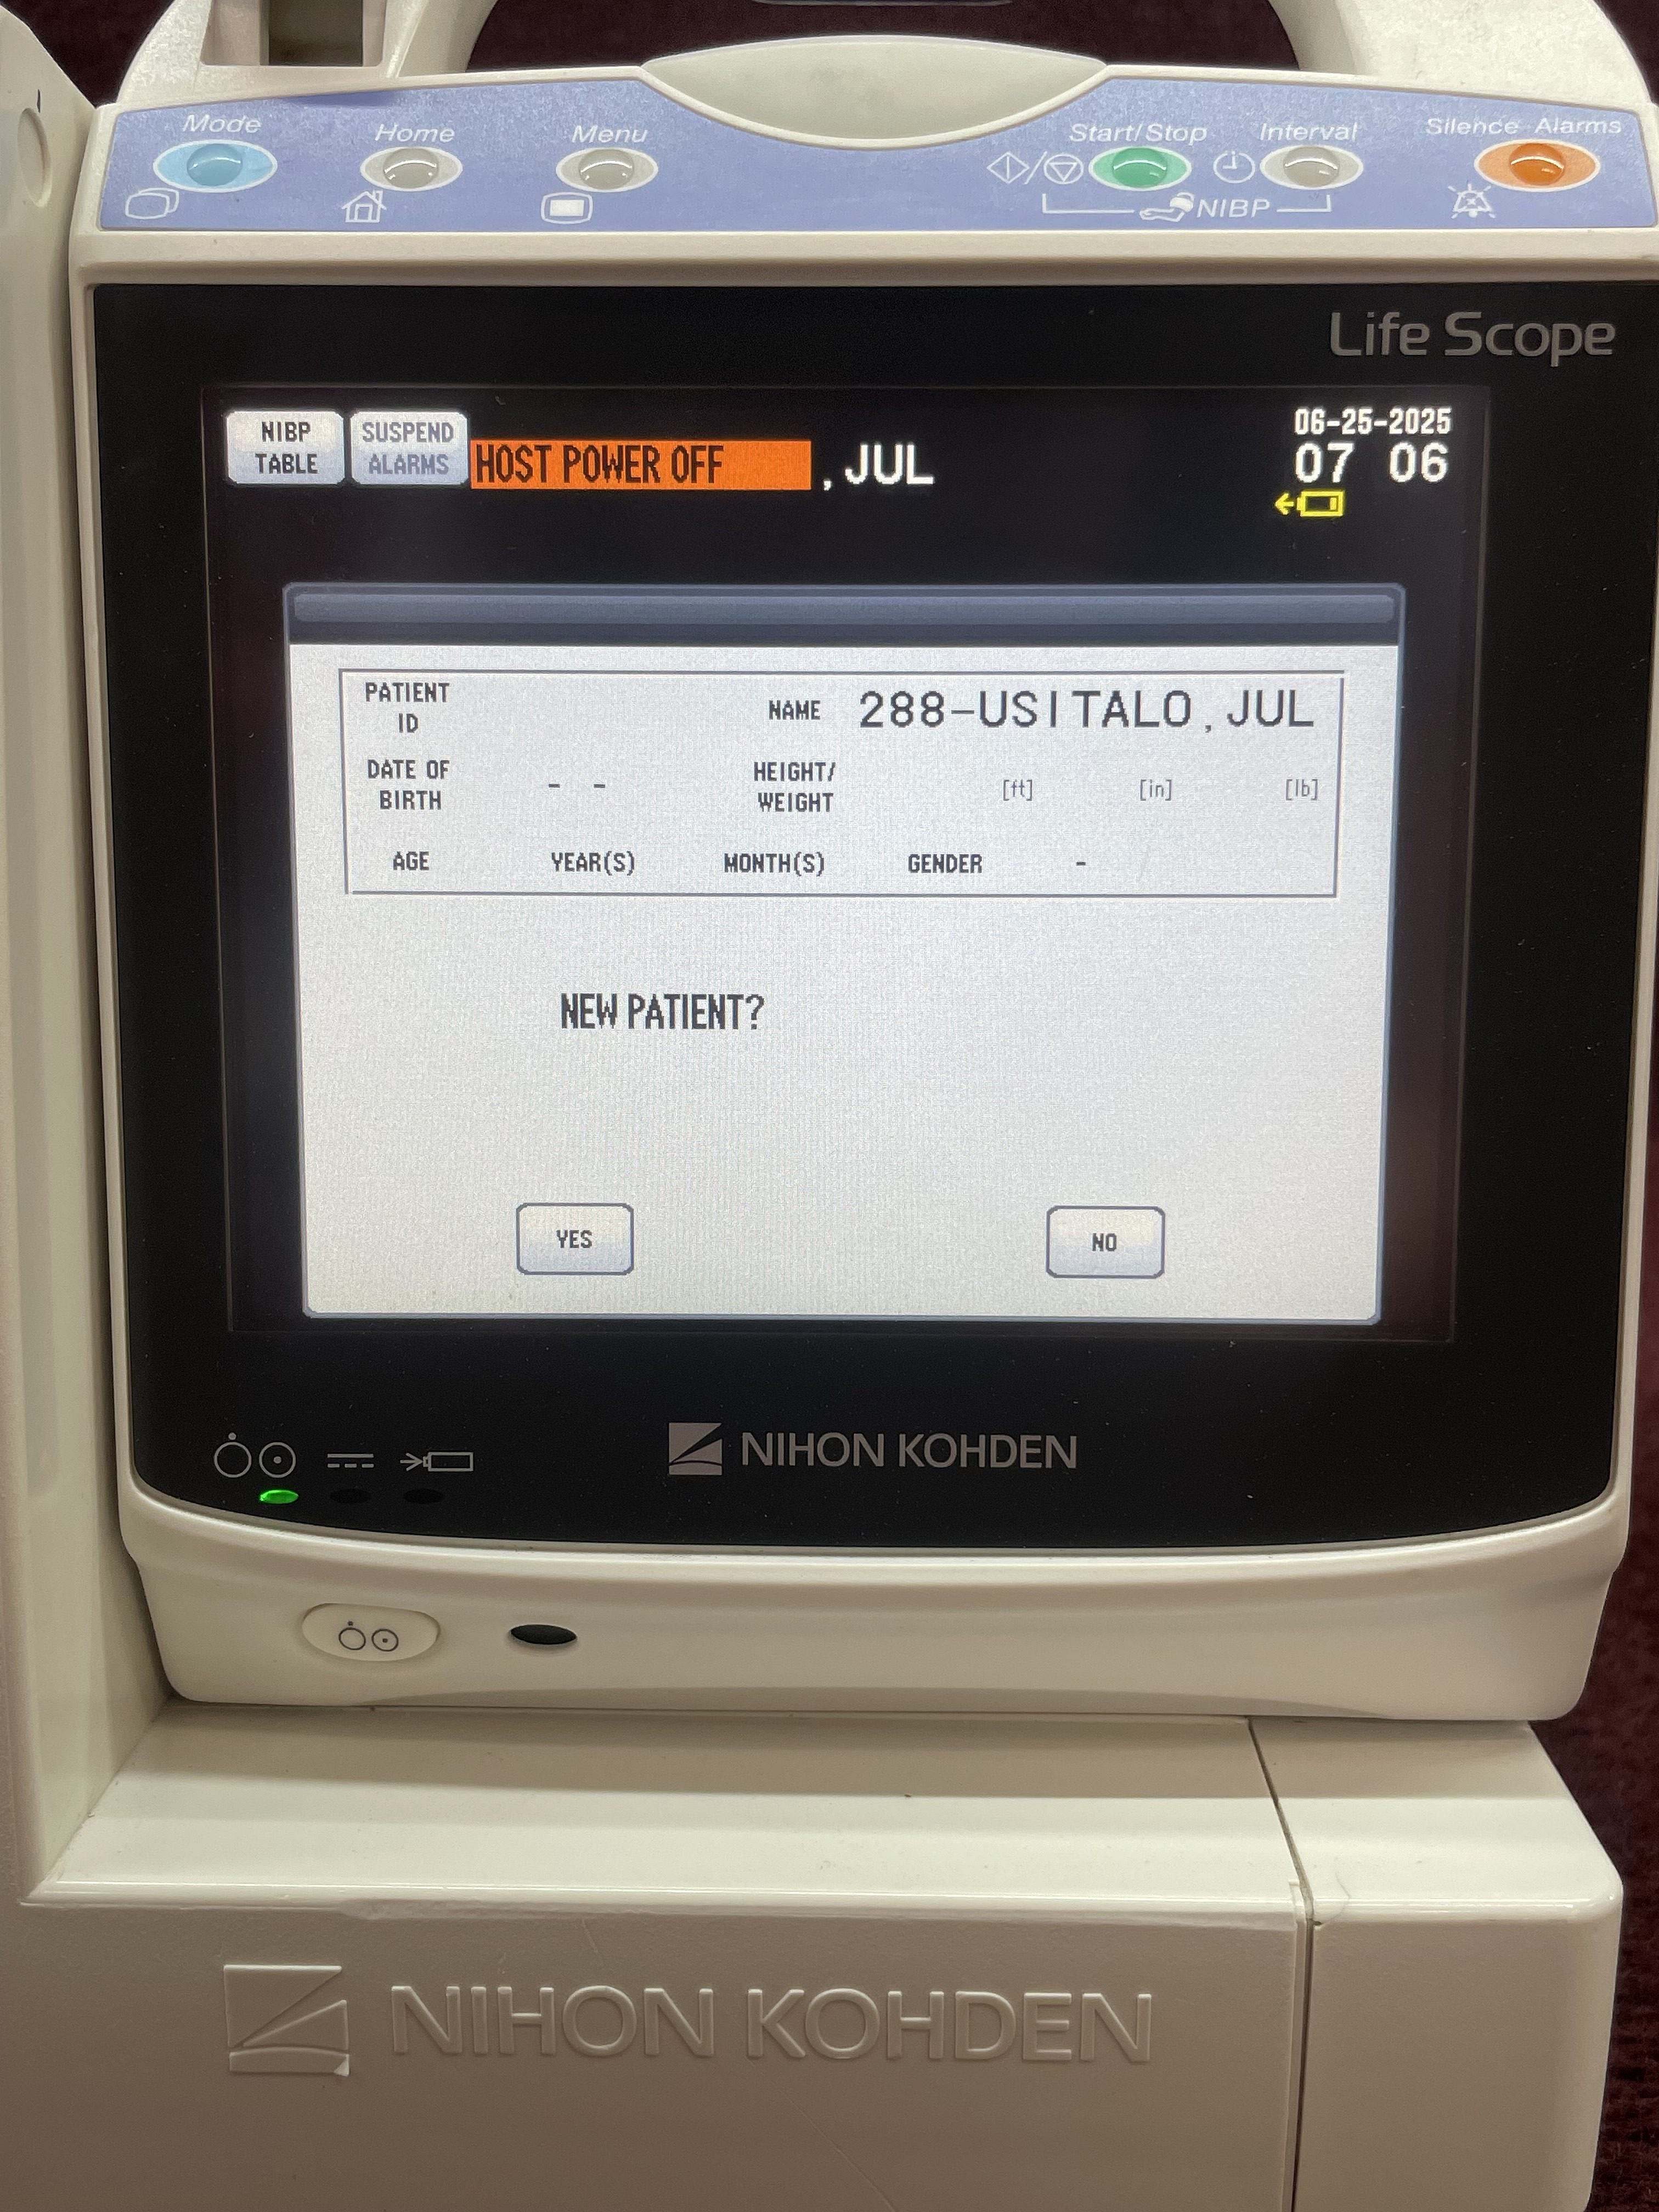 Mode Home Menu Start/Stop Interval Silence Alarms
NIBP
Life Scope
NIBP TABLE
SUSPEND ALARMS
HOST POWER OFF , JUL
06-25-2025
07 06
PATIENT ID
NAME 288-USITALO,JUL
DATE OF BIRTH - -
HEIGHT/ WEIGHT [ft] [in] [lb]
AGE YEAR(S) MONTH(S) GENDER -
NEW PATIENT?
YES NO
NIHON KOHDEN
NIHON KOHDEN